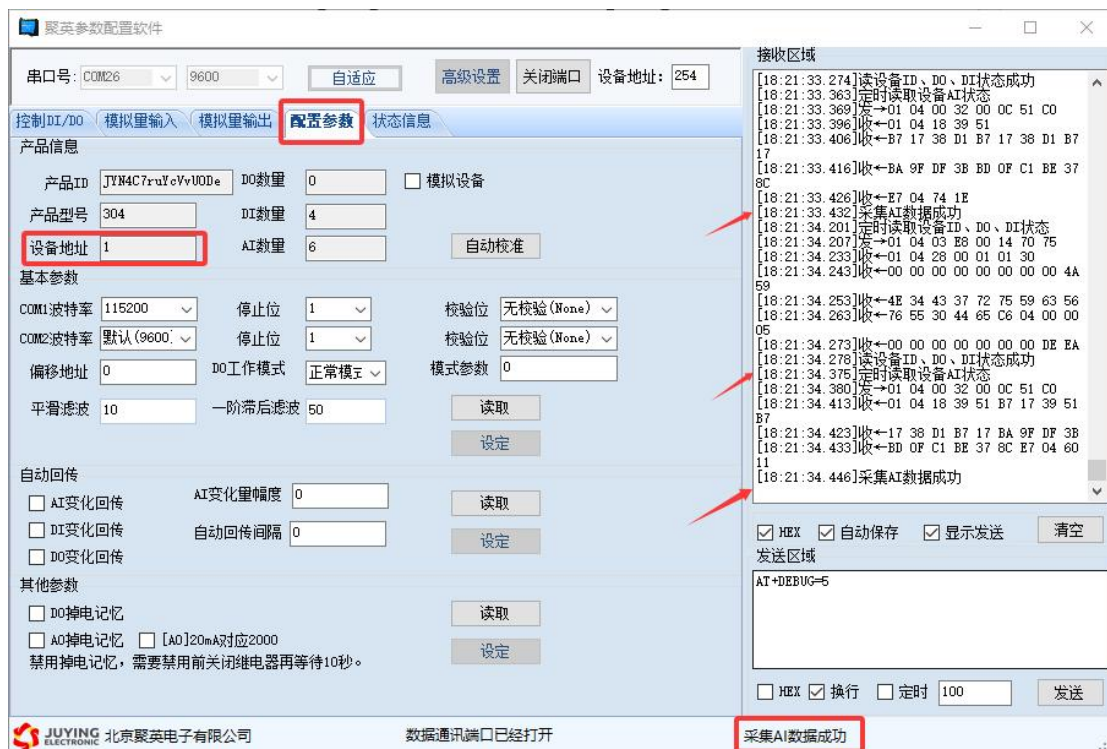 聚英参数配置软件
串口号: COM26 9600 自适应 高级设置 关闭端口 设备地址: 254
控制DI/DO 模拟量输入 模拟量输出 配置参数 状态信息
产品信息
产品ID JYN4C7ruYcVvU0De DO数量 0 模拟设备
产品型号 304 DI数量 4
设备地址 1 AI数量 6 自动校准
基本参数
COM1波特率 115200 停止位 1 校验位 无校验(None)
COM2波特率 默认(9600) 停止位 1 校验位 无校验(None)
偏移地址 0 DO工作模式 正常模式 模式参数 0
平滑滤波 10 一阶滞后滤波 50 读取
设定
自动回传
AI变化回传 AI变化量幅度 0 读取
DI变化回传 自动回传间隔 0 设定
DO变化回传
其他参数
DO掉电记忆 读取
AO掉电记忆 [AO]20mA对应2000 设定
禁用掉电记忆，需要禁用前关闭继电器再等待10秒。
接收区域
[18:21:33.274]读设备ID、DO、DI状态成功
[18:21:33.363]定时读取设备AI状态
[18:21:33.369]发→01 04 00 32 00 0C 51 C0
[18:21:33.396]收←01 04 18 39 51
[18:21:33.406]收←B7 17 38 D1 B7 17 38 D1 B7
17
[18:21:33.416]收←BA 9F DF 3B BD 0F C1 BE 37
8C
[18:21:33.426]收←E7 04 74 1E
[18:21:33.432]采集AI数据成功
[18:21:34.201]定时读取设备ID、DO、DI状态
[18:21:34.207]发→01 04 03 E8 00 14 70 75
[18:21:34.233]收←01 04 28 00 01 01 30
[18:21:34.243]收←00 00 00 00 00 00 00 00 4A
59
[18:21:34.253]收←4E 34 43 37 72 75 59 63 56
[18:21:34.263]收←76 55 30 44 65 C6 04 00 00
05
[18:21:34.273]收←00 00 00 00 00 00 00 DE EA
[18:21:34.278]读设备ID、DO、DI状态成功
[18:21:34.375]定时读取设备AI状态
[18:21:34.380]发→01 04 00 32 00 0C 51 C0
[18:21:34.413]收←01 04 18 39 51 B7 17 39 51
B7
[18:21:34.423]收←17 38 D1 B7 17 BA 9F DF 3B
[18:21:34.433]收←BD 0F C1 BE 37 8C E7 04 60
11
[18:21:34.446]采集AI数据成功
HEX 自动保存 显示发送 清空
发送区域
AT+DEBUG=5
HEX 换行 定时 100 发送
JUYING ELECTRONIC 北京聚英电子有限公司 数据通讯端口已经打开 采集AI数据成功